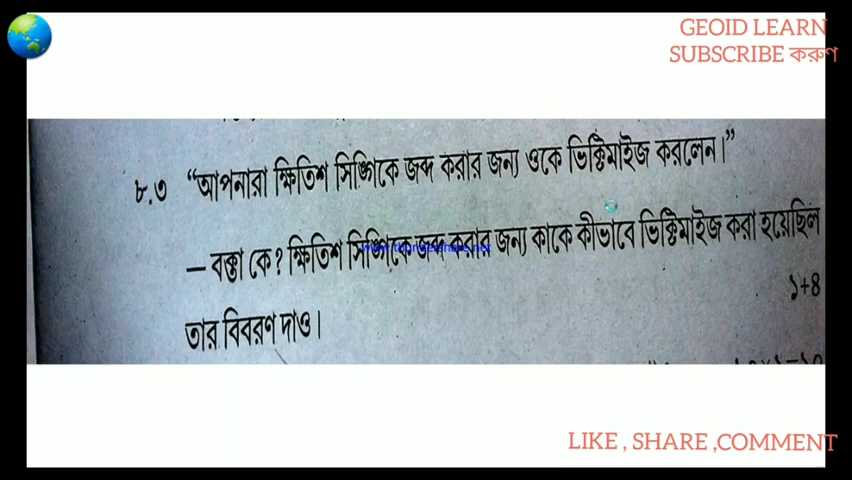 GEOID LEARN
SUBSCRIBE করুণ
৮.৩ “আপনারা ক্ষিতিশ সিঙ্গিকে জব্দ করার জন্য ওকে ভিক্টিমাইজ করলেন।”
— বক্তা কে? ক্ষিতিশ সিঙ্গিকে জব্দ করার জন্য কাকে কীভাবে ভিক্টিমাইজ করা হয়েছিল
১+৪
তার বিবরণ দাও।
LIKE , SHARE ,COMMENT